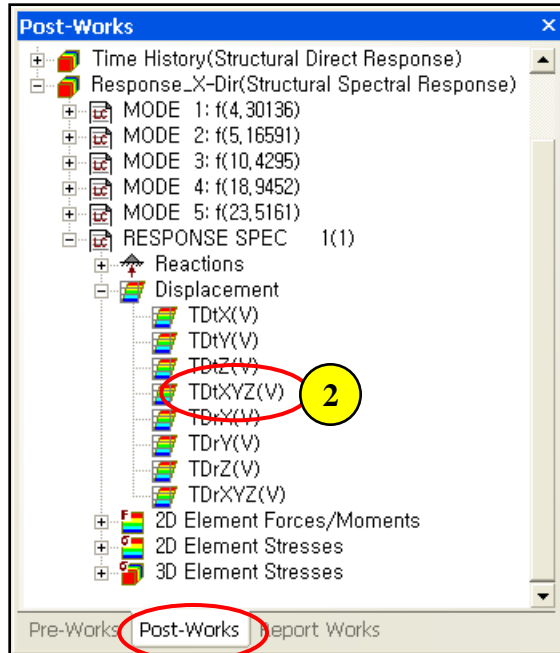 Post-Works
Time History(Structural Direct Response)
Response_X-Dir(Structural Spectral Response)
MODE 1: f(4,30136)
MODE 2: f(5,16591)
MODE 3: f(10,4295)
MODE 4: f(18,9452)
MODE 5: f(23,5161)
RESPONSE SPEC 1(1)
Reactions
Displacement
TDtX(V)
TDtY(V)
TDtZ(V)
TDtXYZ(V) 2
TDrX(V)
TDrY(V)
TDrZ(V)
TDrXYZ(V)
2D Element Forces/Moments
2D Element Stresses
3D Element Stresses
Pre-Works Post-Works Report Works